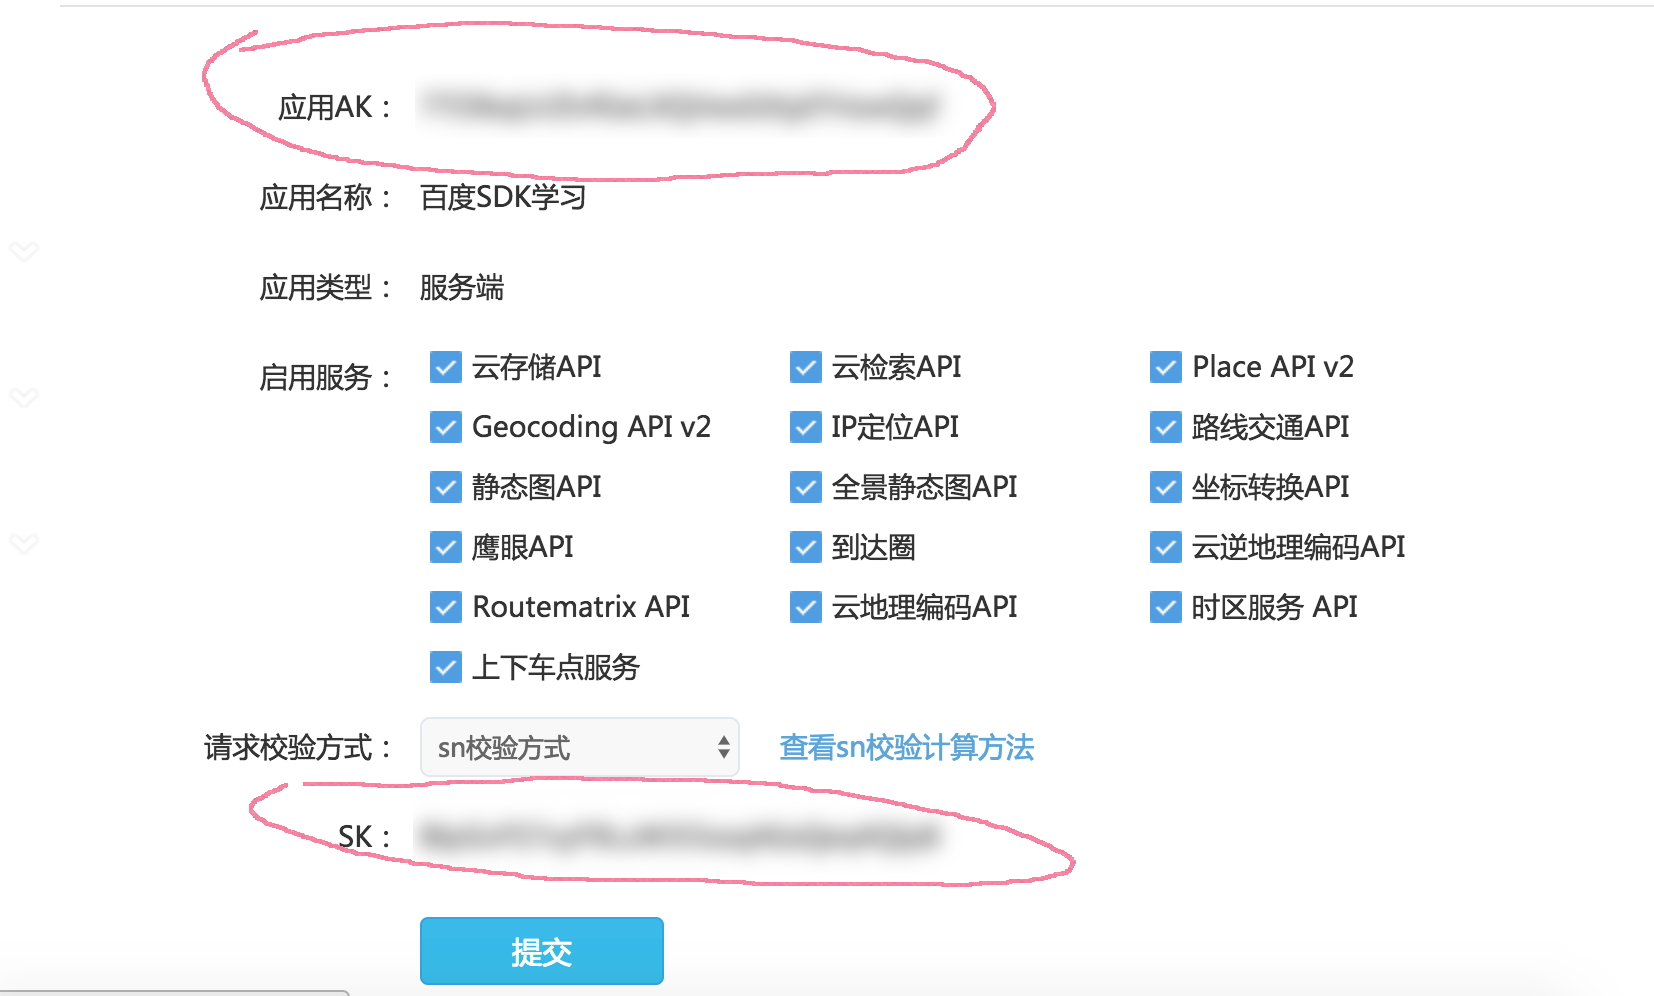 应用AK：
应用名称： 百度SDK学习
应用类型： 服务端
启用服务： 云存储API 云检索API Place API v2
Geocoding API v2 IP定位API 路线交通API
静态图API 全景静态图API 坐标转换API
鹰眼API 到达圈 云逆地理编码API
Routematrix API 云地理编码API 时区服务 API
上下车点服务
请求校验方式： sn校验方式 查看sn校验计算方法
SK：
提交